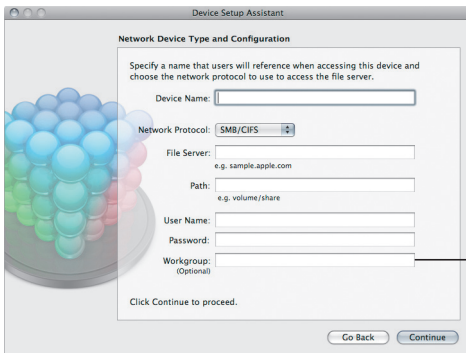 Device Setup Assistant
Network Device Type and Configuration
Specify a name that users will reference when accessing this device and
choose the network protocol to use to access the file server.
Device Name:
Network Protocol: SMB/CIFS
File Server:
e.g. sample.apple.com
Path:
e.g. volume/share
User Name:
Password:
Workgroup:
(Optional)
Click Continue to proceed.
Go Back Continue